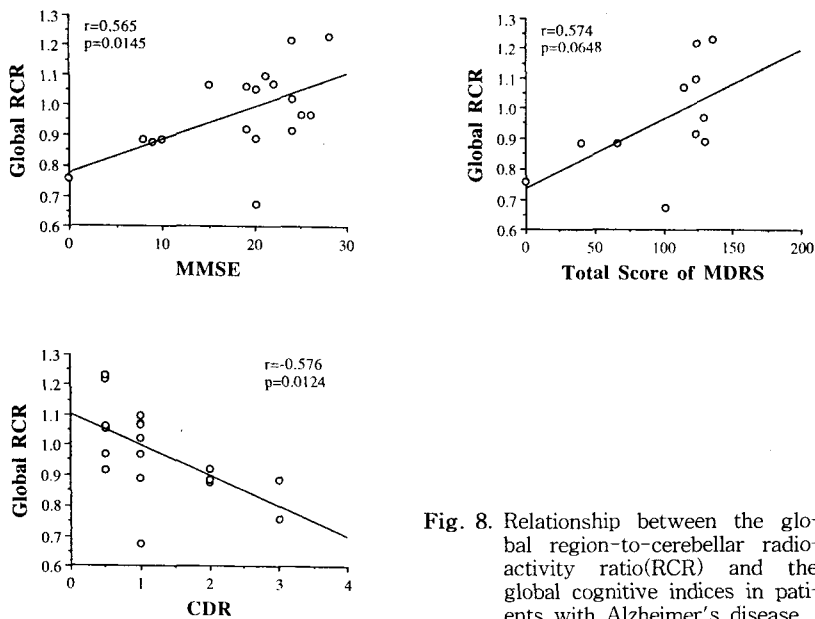 r=0.565
p=0.0145
Global RCR
1.3
1.2
1.1
1.0
0.9
0.8
0.7
0.6
0
10
20
30
MMSE
r=0.574
p=0.0648
Global RCR
1.3
1.2
1.1
1.0
0.9
0.8
0.7
0.6
0
50
100
150
200
Total Score of MDRS
r=-0.576
p=0.0124
Global RCR
1.3
1.2
1.1
1.0
0.9
0.8
0.7
0.6
0
1
2
3
4
CDR
Fig. 8. Relationship between the glo-
bal region-to-cerebellar radio-
activity ratio(RCR) and the
global cognitive indices in pati-
ents with Alzheimer's disease.